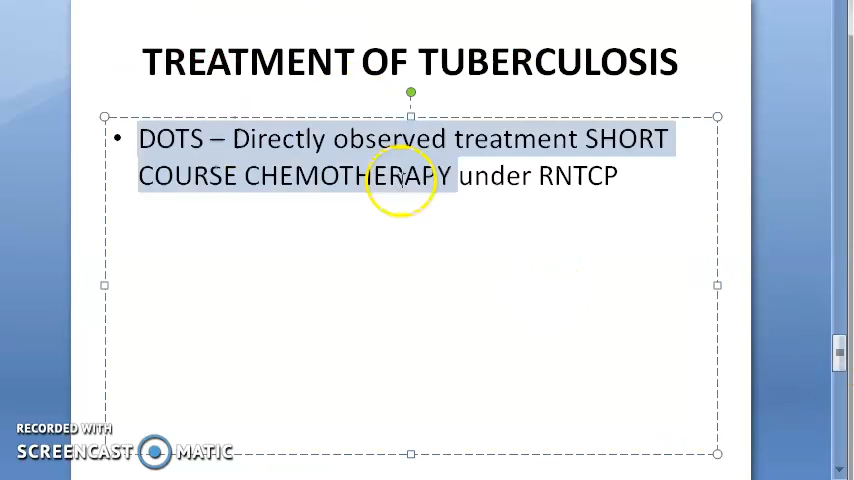 TREATMENT OF TUBERCULOSIS
• DOTS – Directly observed treatment SHORT
COURSE CHEMOTHERAPY under RNTCP
RECORDED WITH
SCREENCAST MATIC